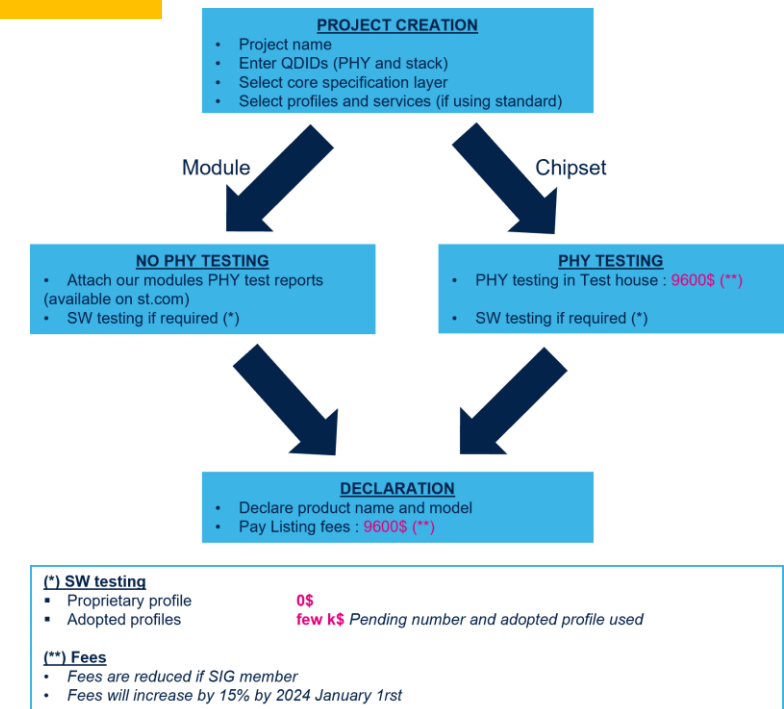 PROJECT CREATION
• Project name
• Enter QDIDs (PHY and stack)
• Select core specification layer
• Select profiles and services (if using standard)
Module
Chipset
NO PHY TESTING
• Attach our modules PHY test reports
(available on st.com)
• SW testing if required (*)
PHY TESTING
• PHY testing in Test house : 9600$ (**)
• SW testing if required (*)
DECLARATION
• Declare product name and model
• Pay Listing fees : 9600$ (**)
(*) SW testing
▪ Proprietary profile 0$
▪ Adopted profiles few k$ Pending number and adopted profile used
(**) Fees
• Fees are reduced if SIG member
• Fees will increase by 15% by 2024 January 1rst